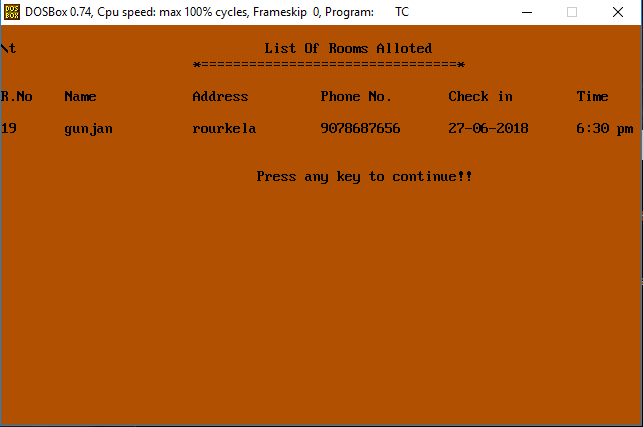 DOS BOX DOSBox 0.74, Cpu speed: max 100% cycles, Frameskip 0, Program: TC
\t List Of Rooms Alloted
*================================*
R.No Name Address Phone No. Check in Time
19 gunjan rourkela 9078687656 27-06-2018 6:30 pm
Press any key to continue!!